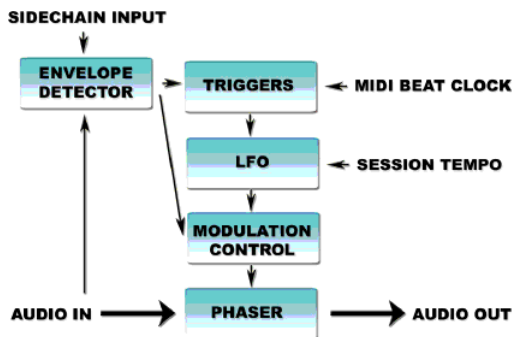 SIDECHAIN INPUT
ENVELOPE
DETECTOR
TRIGGERS
MIDI BEAT CLOCK
LFO
SESSION TEMPO
MODULATION
CONTROL
AUDIO IN
PHASER
AUDIO OUT